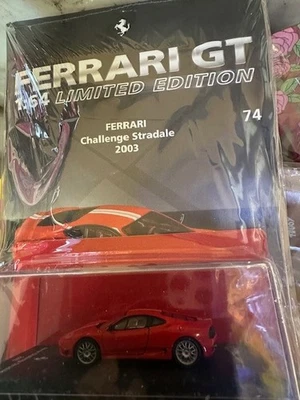 FERRARI GT
1:64 LIMITED EDITION
74
FERRARI
Challenge Stradale
2003